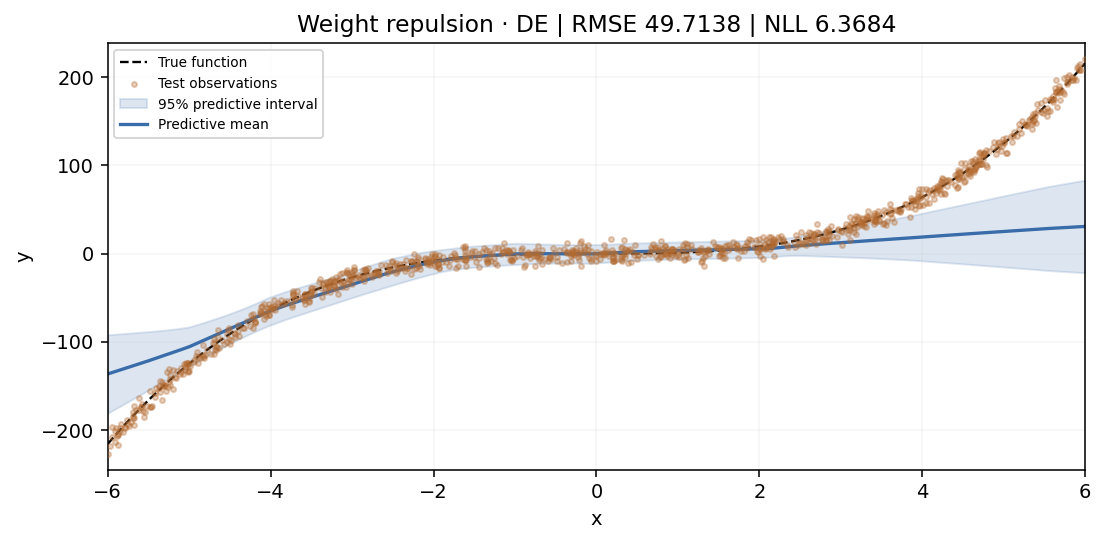 Weight repulsion · DE | RMSE 49.7138 | NLL 6.3684
True function
Test observations
95% predictive interval
Predictive mean
200
100
0
−100
−200
y
−6
−4
−2
0
2
4
6
x